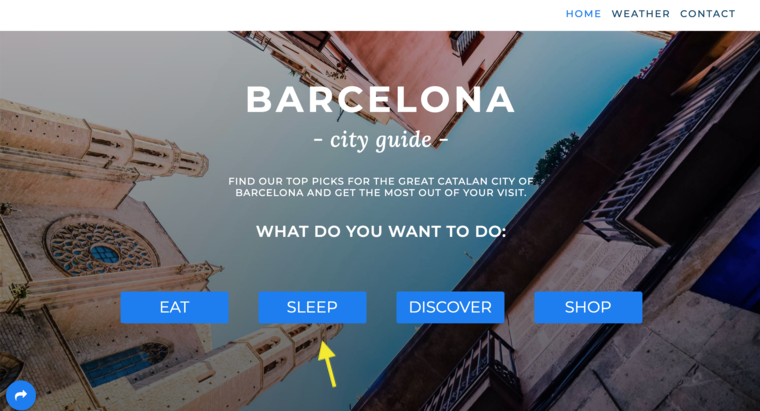 HOME WEATHER CONTACT
BARCELONA
- city guide -
FIND OUR TOP PICKS FOR THE GREAT CATALAN CITY OF
BARCELONA AND GET THE MOST OUT OF YOUR VISIT.
WHAT DO YOU WANT TO DO:
EAT SLEEP DISCOVER SHOP